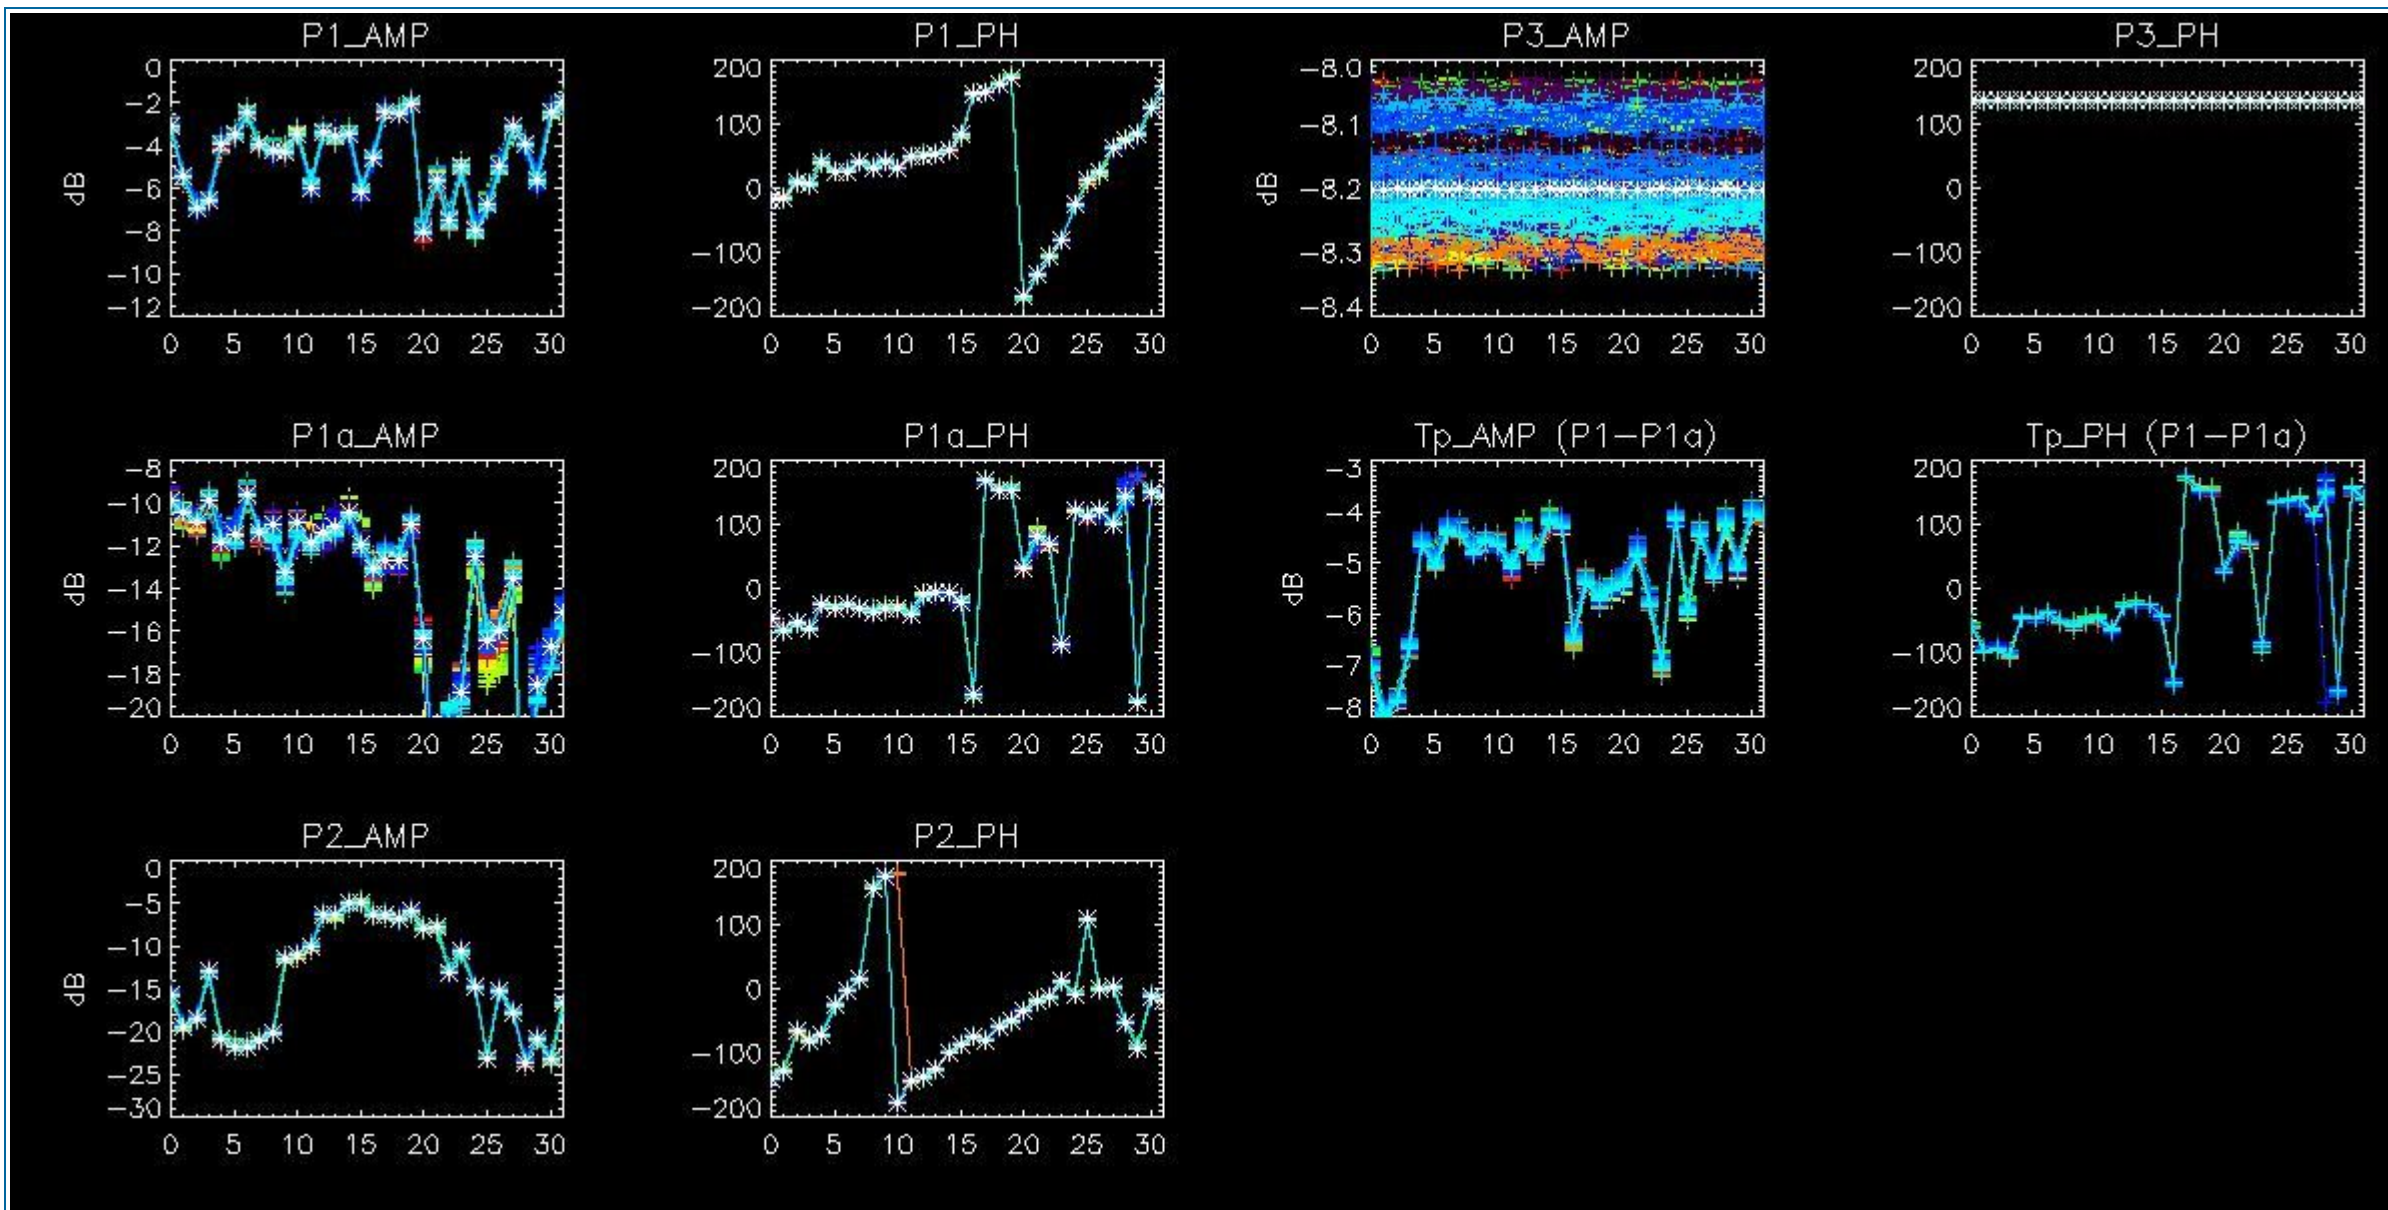 P1_AMP
P1_PH
P3_AMP
P3_PH
0
−2
−4
−6
−8
−10
−12
dB
0 5 10 15 20 25 30
200
100
0
−100
−200
0 5 10 15 20 25 30
−8.0
−8.1
−8.2
−8.3
−8.4
dB
0 5 10 15 20 25 30
200
100
0
−100
−200
0 5 10 15 20 25 30
P1a_AMP
P1a_PH
Tp_AMP (P1−P1a)
Tp_PH (P1−P1a)
−8
−10
−12
−14
−16
−18
−20
dB
0 5 10 15 20 25 30
200
100
0
−100
−200
0 5 10 15 20 25 30
−3
−4
−5
−6
−7
−8
dB
0 5 10 15 20 25 30
200
100
0
−100
−200
0 5 10 15 20 25 30
P2_AMP
P2_PH
0
−5
−10
−15
−20
−25
−30
dB
0 5 10 15 20 25 30
200
100
0
−100
−200
0 5 10 15 20 25 30